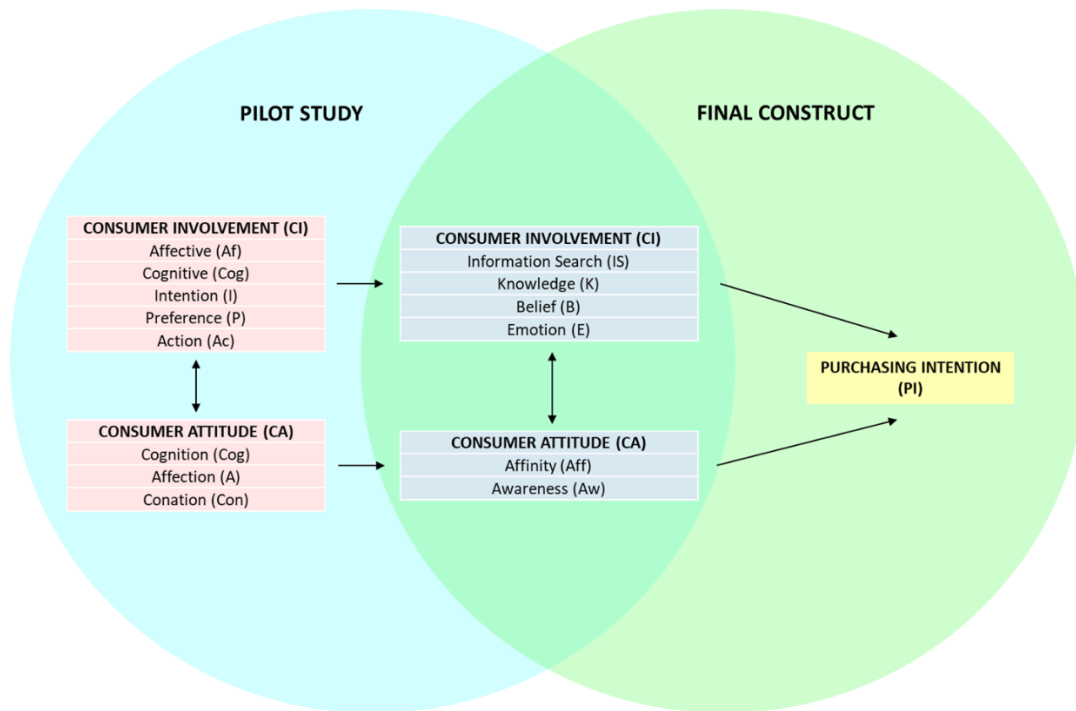 PILOT STUDY
FINAL CONSTRUCT
CONSUMER INVOLVEMENT (CI)
Affective (Af)
Cognitive (Cog)
Intention (I)
Preference (P)
Action (Ac)
CONSUMER ATTITUDE (CA)
Cognition (Cog)
Affection (A)
Conation (Con)
CONSUMER INVOLVEMENT (CI)
Information Search (IS)
Knowledge (K)
Belief (B)
Emotion (E)
CONSUMER ATTITUDE (CA)
Affinity (Aff)
Awareness (Aw)
PURCHASING INTENTION
(PI)